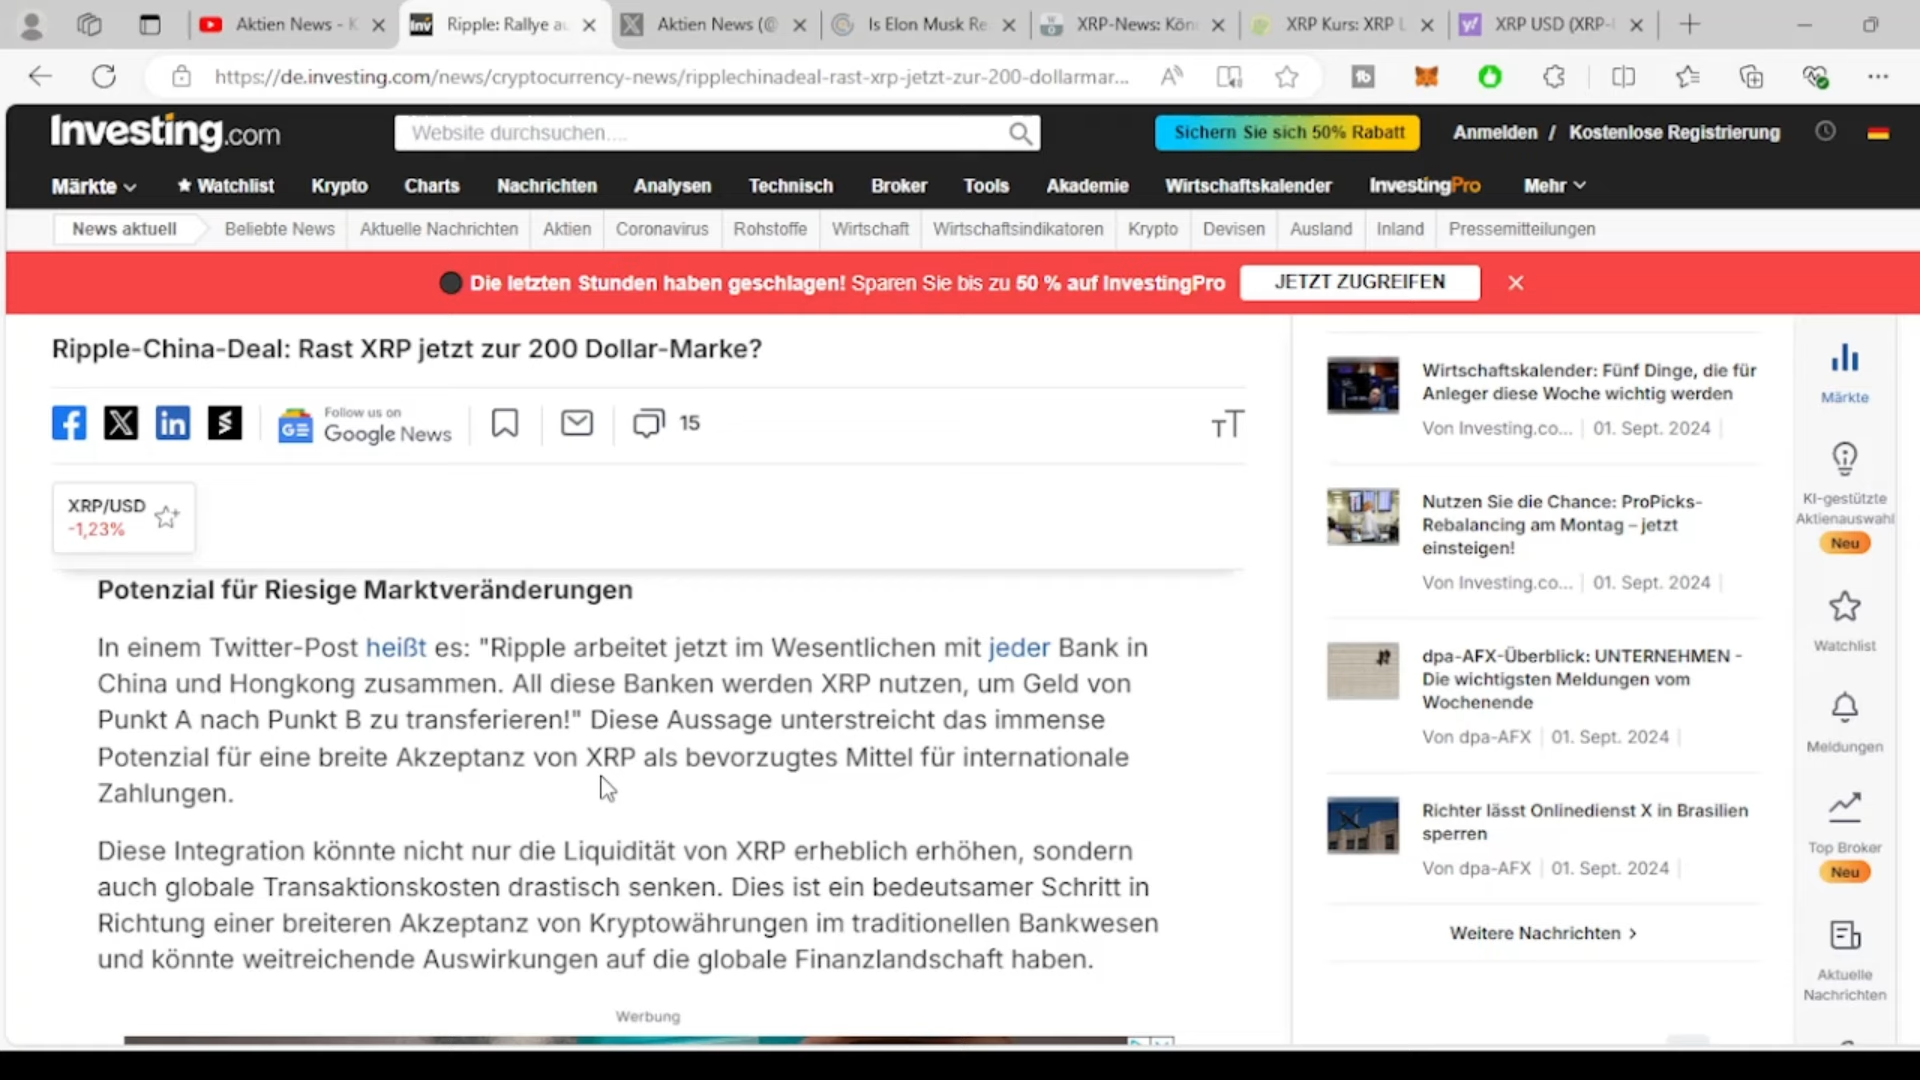 Aktien News - K
Ripple: Rallye au
Aktien News (@
Is Elon Musk Re
XRP-News: Kön
XRP Kurs: XRP L
XRP USD (XRP-
https://de.investing.com/news/cryptocurrency-news/ripplechinadeal-rast-xrp-jetzt-zur-200-dollarmar...
Investing.com
Website durchsuchen....
Sichern Sie sich 50% Rabatt
Anmelden / Kostenlose Registrierung
Märkte
Watchlist
Krypto
Charts
Nachrichten
Analysen
Technisch
Broker
Tools
Akademie
Wirtschaftskalender
InvestingPro
Mehr
News aktuell
Beliebte News
Aktuelle Nachrichten
Aktien
Coronavirus
Rohstoffe
Wirtschaft
Wirtschaftsindikatoren
Krypto
Devisen
Ausland
Inland
Pressemitteilungen
Die letzten Stunden haben geschlagen! Sparen Sie bis zu 50 % auf InvestingPro
JETZT ZUGREIFEN
Ripple-China-Deal: Rast XRP jetzt zur 200 Dollar-Marke?
Follow us on
Google News
15
XRP/USD
-1,23%
Potenzial für Riesige Marktveränderungen
In einem Twitter-Post heißt es: "Ripple arbeitet jetzt im Wesentlichen mit jeder Bank in
China und Hongkong zusammen. All diese Banken werden XRP nutzen, um Geld von
Punkt A nach Punkt B zu transferieren!" Diese Aussage unterstreicht das immense
Potenzial für eine breite Akzeptanz von XRP als bevorzugtes Mittel für internationale
Zahlungen.
Diese Integration könnte nicht nur die Liquidität von XRP erheblich erhöhen, sondern
auch globale Transaktionskosten drastisch senken. Dies ist ein bedeutsamer Schritt in
Richtung einer breiteren Akzeptanz von Kryptowährungen im traditionellen Bankwesen
und könnte weitreichende Auswirkungen auf die globale Finanzlandschaft haben.
Werbung
Wirtschaftskalender: Fünf Dinge, die für
Anleger diese Woche wichtig werden
Von Investing.co... | 01. Sept. 2024
Nutzen Sie die Chance: ProPicks-
Rebalancing am Montag – jetzt
einsteigen!
Von Investing.co... | 01. Sept. 2024
dpa-AFX-Überblick: UNTERNEHMEN -
Die wichtigsten Meldungen vom
Wochenende
Von dpa-AFX | 01. Sept. 2024
Richter lässt Onlinedienst X in Brasilien
sperren
Von dpa-AFX | 01. Sept. 2024
Weitere Nachrichten >
Märkte
KI-gestützte
Aktienauswahl
Neu
Watchlist
Meldungen
Top Broker
Neu
Aktuelle
Nachrichten